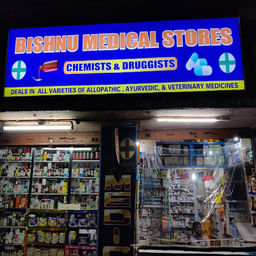 BISHNU MEDICAL STORES
CHEMISTS & DRUGGISTS
DEALS IN ALL VARIETIES OF ALLOPATHIC, AYURVEDIC, & VETERINARY MEDICINES